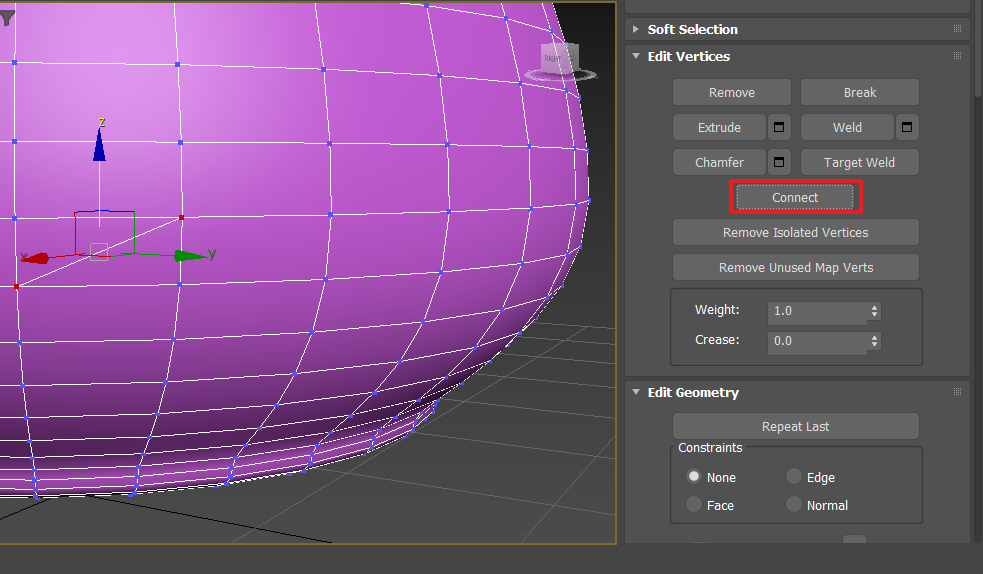 RIGHT
z
x
y
Soft Selection
Edit Vertices
Remove Break
Extrude Weld
Chamfer Target Weld
Connect
Remove Isolated Vertices
Remove Unused Map Verts
Weight: 1.0
Crease: 0.0
Edit Geometry
Repeat Last
Constraints
None Edge
Face Normal